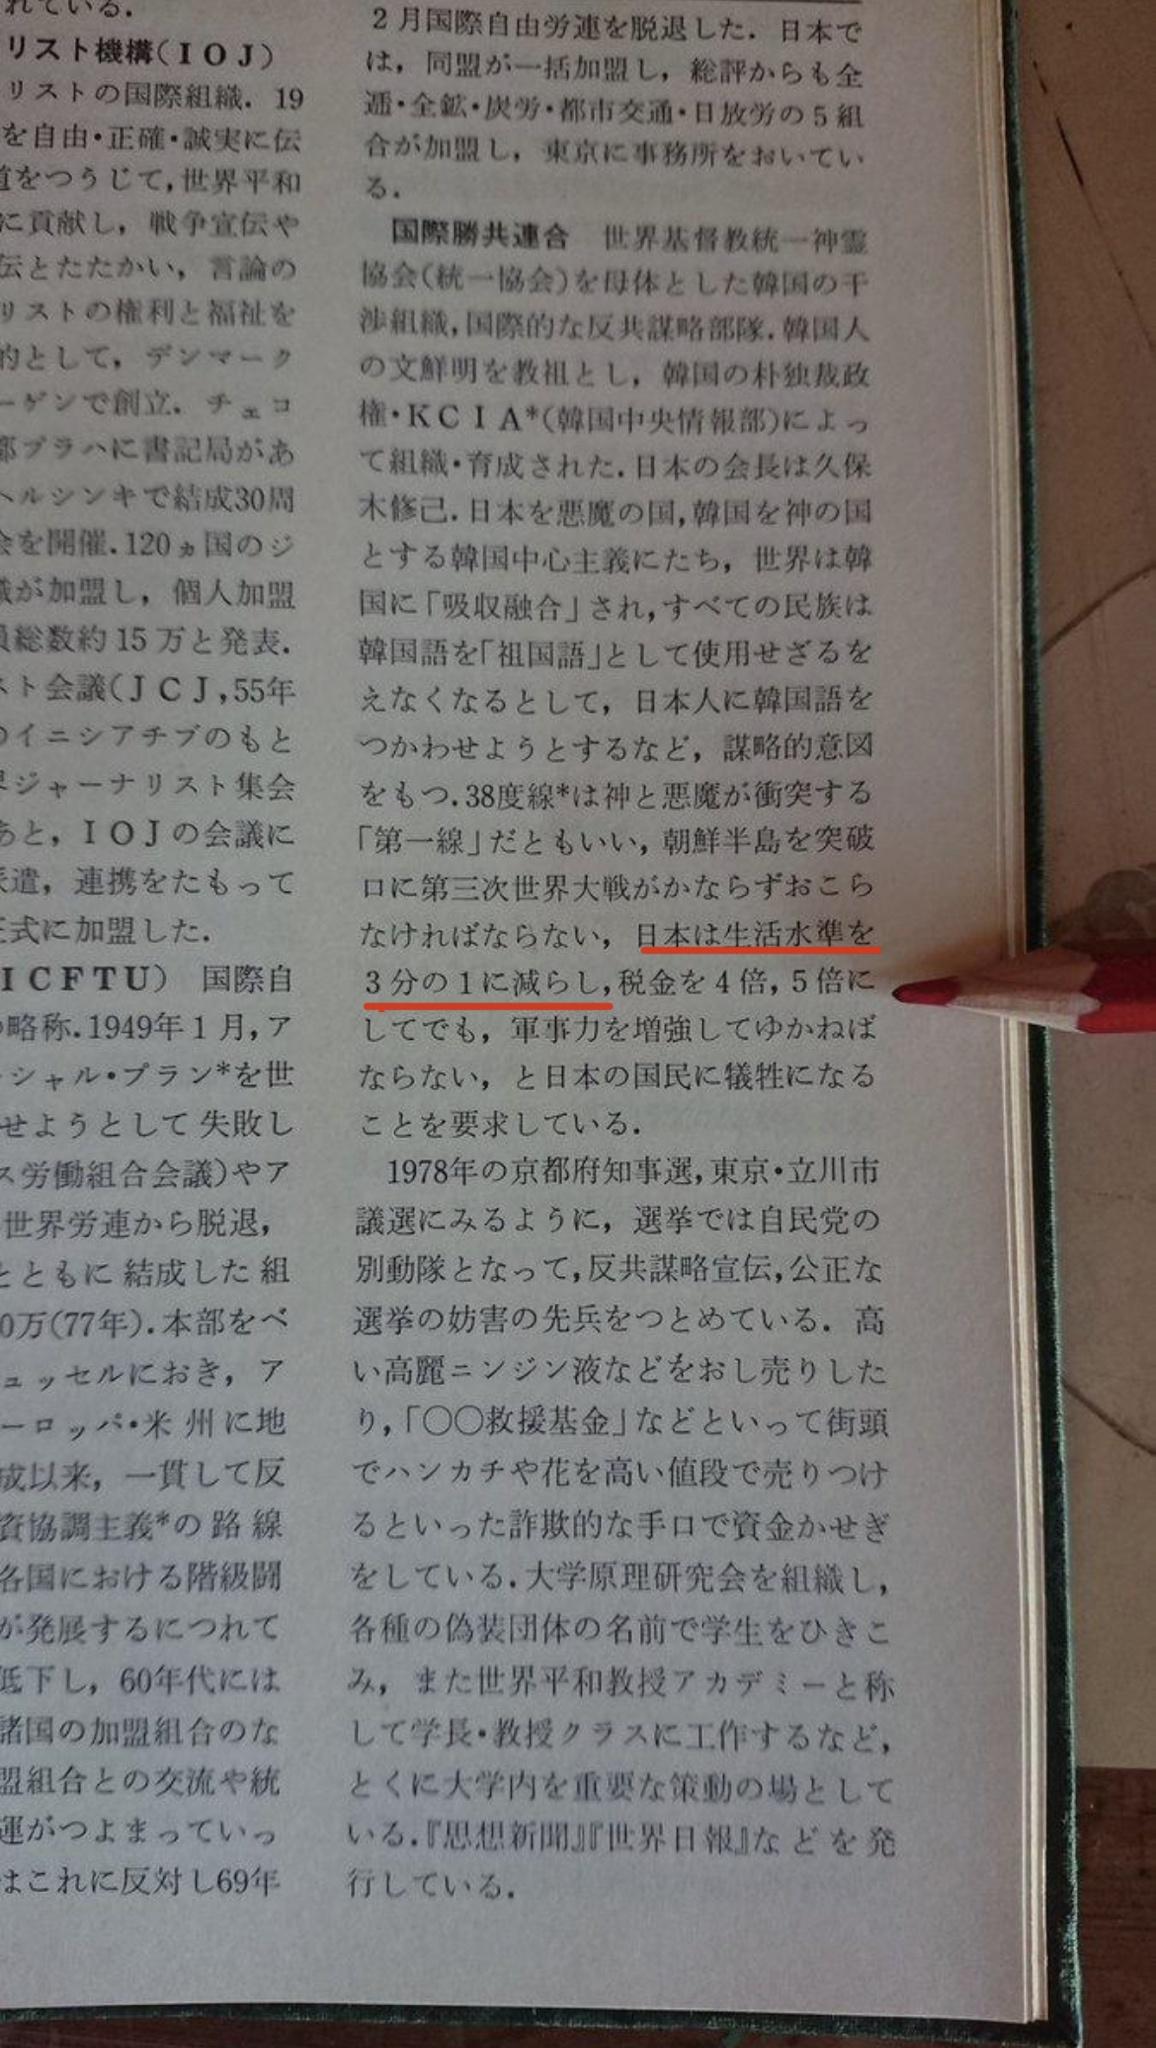 れている.
リスト機構(IOJ)
リストの国際組織. 19
を自由・正確・誠実に伝
道をつうじて,世界平和
に貢献し, 戦争宣伝や
伝とたたかい, 言論の
リストの権利と福祉を
的として, デンマーク
ーゲンで創立. チェコ
都プラハに書記局があ
ヘルシンキで結成30周
会を開催.120ヵ国のジ
織が加盟し, 個人加盟
員総数約15万と発表.
スト会議(JCJ,55年
のイニシアチブのもと
界ジャーナリスト集会
あと, IOJの会議に
派遣, 連携をたもって
正式に加盟した.
ICFTU) 国際自
略称.1949年1月,ア
ーシャル・プラン*を世
せようとして失敗し
ス労働組合会議)やア
世界労連から脱退,
とともに結成した組
0万(77年).本部をベ
ュッセルにおき, ア
ーロッパ・米州に地
成以来, 一貫して反
資協調主義*の路線
各国における階級闘
が発展するにつれて
低下し, 60年代には
諸国の加盟組合のな
盟組合との交流や統
運がつよまっていっ
はこれに反対し69年
2月国際自由労連を脱退した. 日本で
は, 同盟が一括加盟し, 総評からも全
逓・全鉱・炭労・都市交通・日放労の5組
合が加盟し, 東京に事務所をおいてい
る.
国際勝共連合 世界基督教統一神霊
協会(統一協会)を母体とした韓国の干
渉組織,国際的な反共謀略部隊.韓国人
の文鮮明を教祖とし, 韓国の朴独裁政
権・KCIA*(韓国中央情報部)によっ
て組織・育成された.日本の会長は久保
木修己.日本を悪魔の国,韓国を神の国
とする韓国中心主義にたち, 世界は韓
国に「吸収融合」され,すべての民族は
韓国語を「祖国語」として使用せざるを
えなくなるとして, 日本人に韓国語を
つかわせようとするなど, 謀略的意図
をもつ.38度線*は神と悪魔が衝突する
「第一線」だともいい, 朝鮮半島を突破
口に第三次世界大戦がかならずおこら
なければならない, 日本は生活水準を
3分の1に減らし,税金を4倍, 5倍に
してでも, 軍事力を増強してゆかねば
ならない, と日本の国民に犠牲になる
ことを要求している.
1978年の京都府知事選,東京・立川市
議選にみるように, 選挙では自民党の
別動隊となって,反共謀略宣伝,公正な
選挙の妨害の先兵をつとめている. 高
い高麗ニンジン液などをおし売りした
り,「〇〇救援基金」などといって街頭
でハンカチや花を高い値段で売りつけ
るといった詐欺的な手口で資金かせぎ
をしている.大学原理研究会を組織し,
各種の偽装団体の名前で学生をひきこ
み, また世界平和教授アカデミーと称
して学長・教授クラスに工作するなど,
とくに大学内を重要な策動の場として
いる.『思想新聞』『世界日報』などを発
行している.